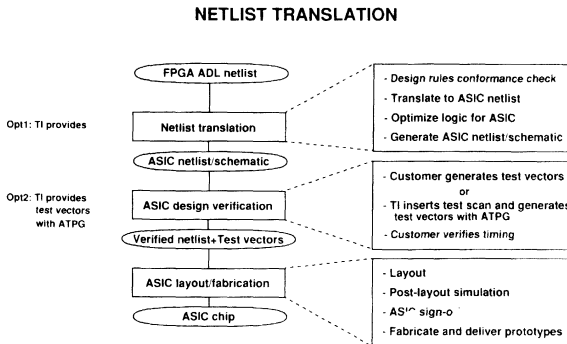 NETLIST TRANSLATION
FPGA ADL netlist
Opt1: TI provides
Netlist translation
- Design rules conformance check
- Translate to ASIC netlist
- Optimize logic for ASIC
- Generate ASIC netlist/schematic
ASIC netlist/schematic
Opt2: TI provides
test vectors
with ATPG
ASIC design verification
- Customer generates test vectors
or
- TI inserts test scan and generates
test vectors with ATPG
- Customer verifies timing
Verified netlist+Test vectors
ASIC layout/fabrication
- Layout
- Post-layout simulation
- ASIC
- Fabricate and deliver prototypes
ASIC chip